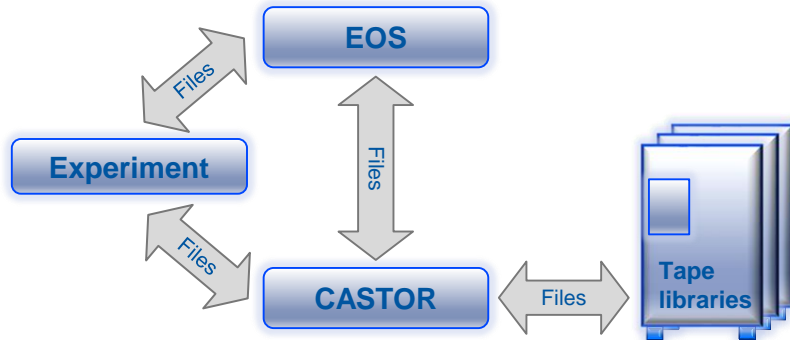 EOS
Files
Experiment
Files
Files
CASTOR
Files
Tape
libraries